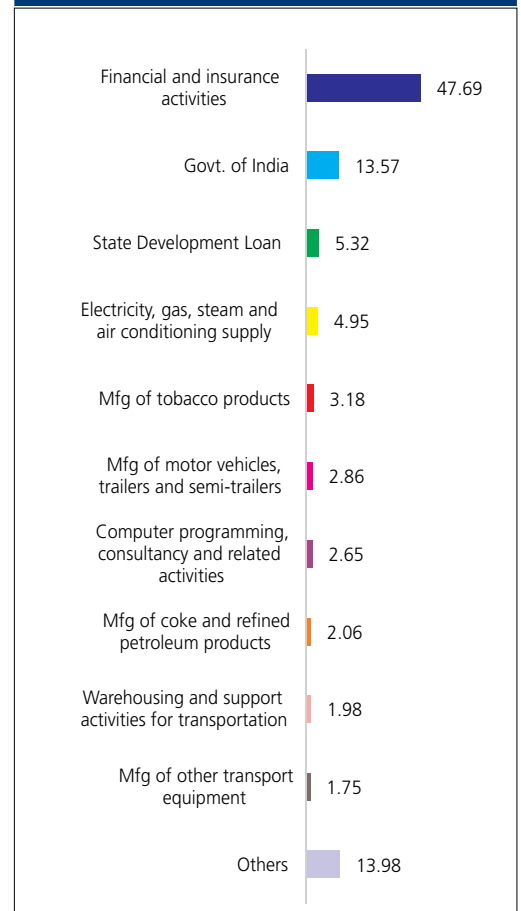 Financial and insurance
activities
47.69
Govt. of India
13.57
State Development Loan
5.32
Electricity, gas, steam and
air conditioning supply
4.95
Mfg of tobacco products
3.18
Mfg of motor vehicles,
trailers and semi-trailers
2.86
Computer programming,
consultancy and related
activities
2.65
Mfg of coke and refined
petroleum products
2.06
Warehousing and support
activities for transportation
1.98
Mfg of other transport
equipment
1.75
Others
13.98